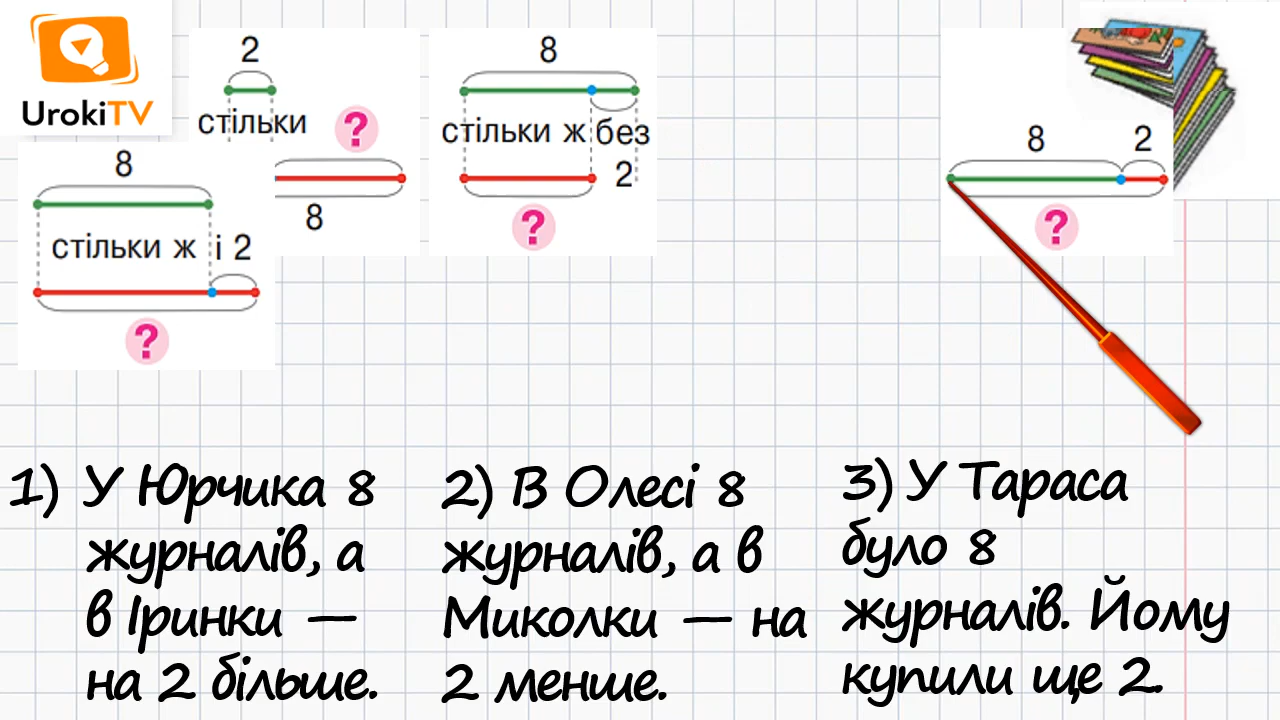 UrokiTV
2
стільки
?
8
8
стільки ж і 2
?
8
стільки ж без
2
?
8 2
?
1) У Юрчика 8
журналів, а
в Іринки —
на 2 більше.
2) В Олесі 8
журналів, а в
Миколки — на
2 менше.
3) У Тараса
було 8
журналів. Йому
купили ще 2.